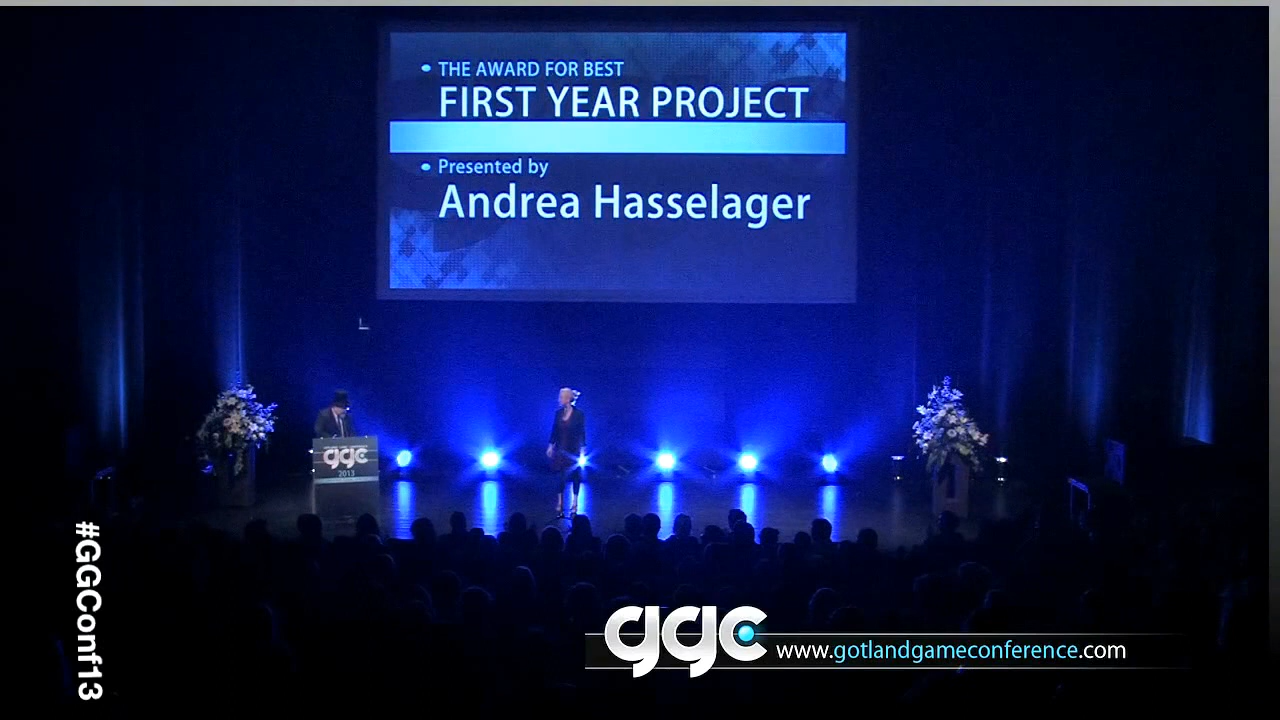 THE AWARD FOR BEST
FIRST YEAR PROJECT
Presented by
Andrea Hasselager
ggc
2013
#GGConf13
ggc
www.gotlandgameconference.com